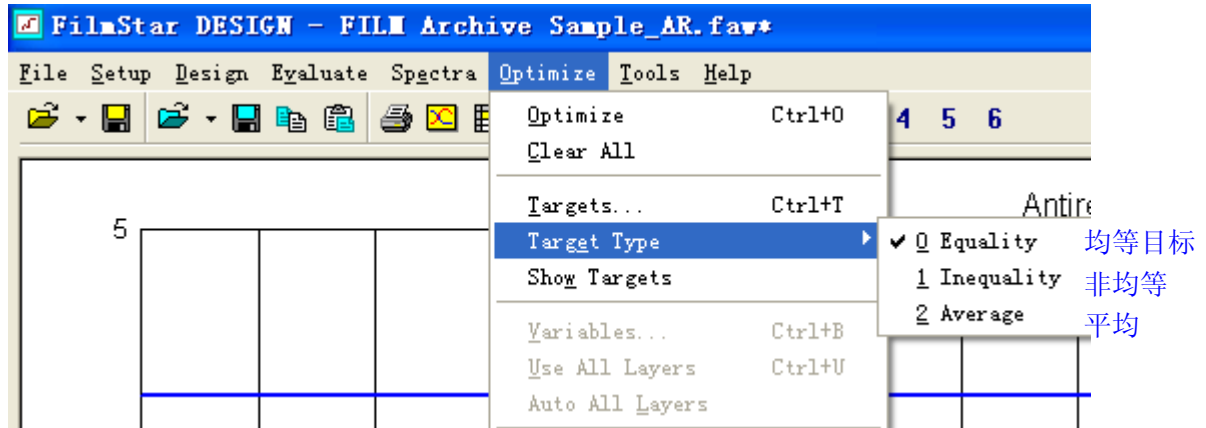 FilmStar DESIGN - FILM Archive Sample_AR.faw*
File Setup Design Evaluate Spectra Optimize Tools Help
4 5 6
Optimize Ctrl+O
Clear All
Targets... Ctrl+T
Target Type
Show Targets
Variables... Ctrl+B
Use All Layers Ctrl+U
Auto All Layers
0 Equality 均等目标
1 Inequality 非均等
2 Average 平均
Antire
5